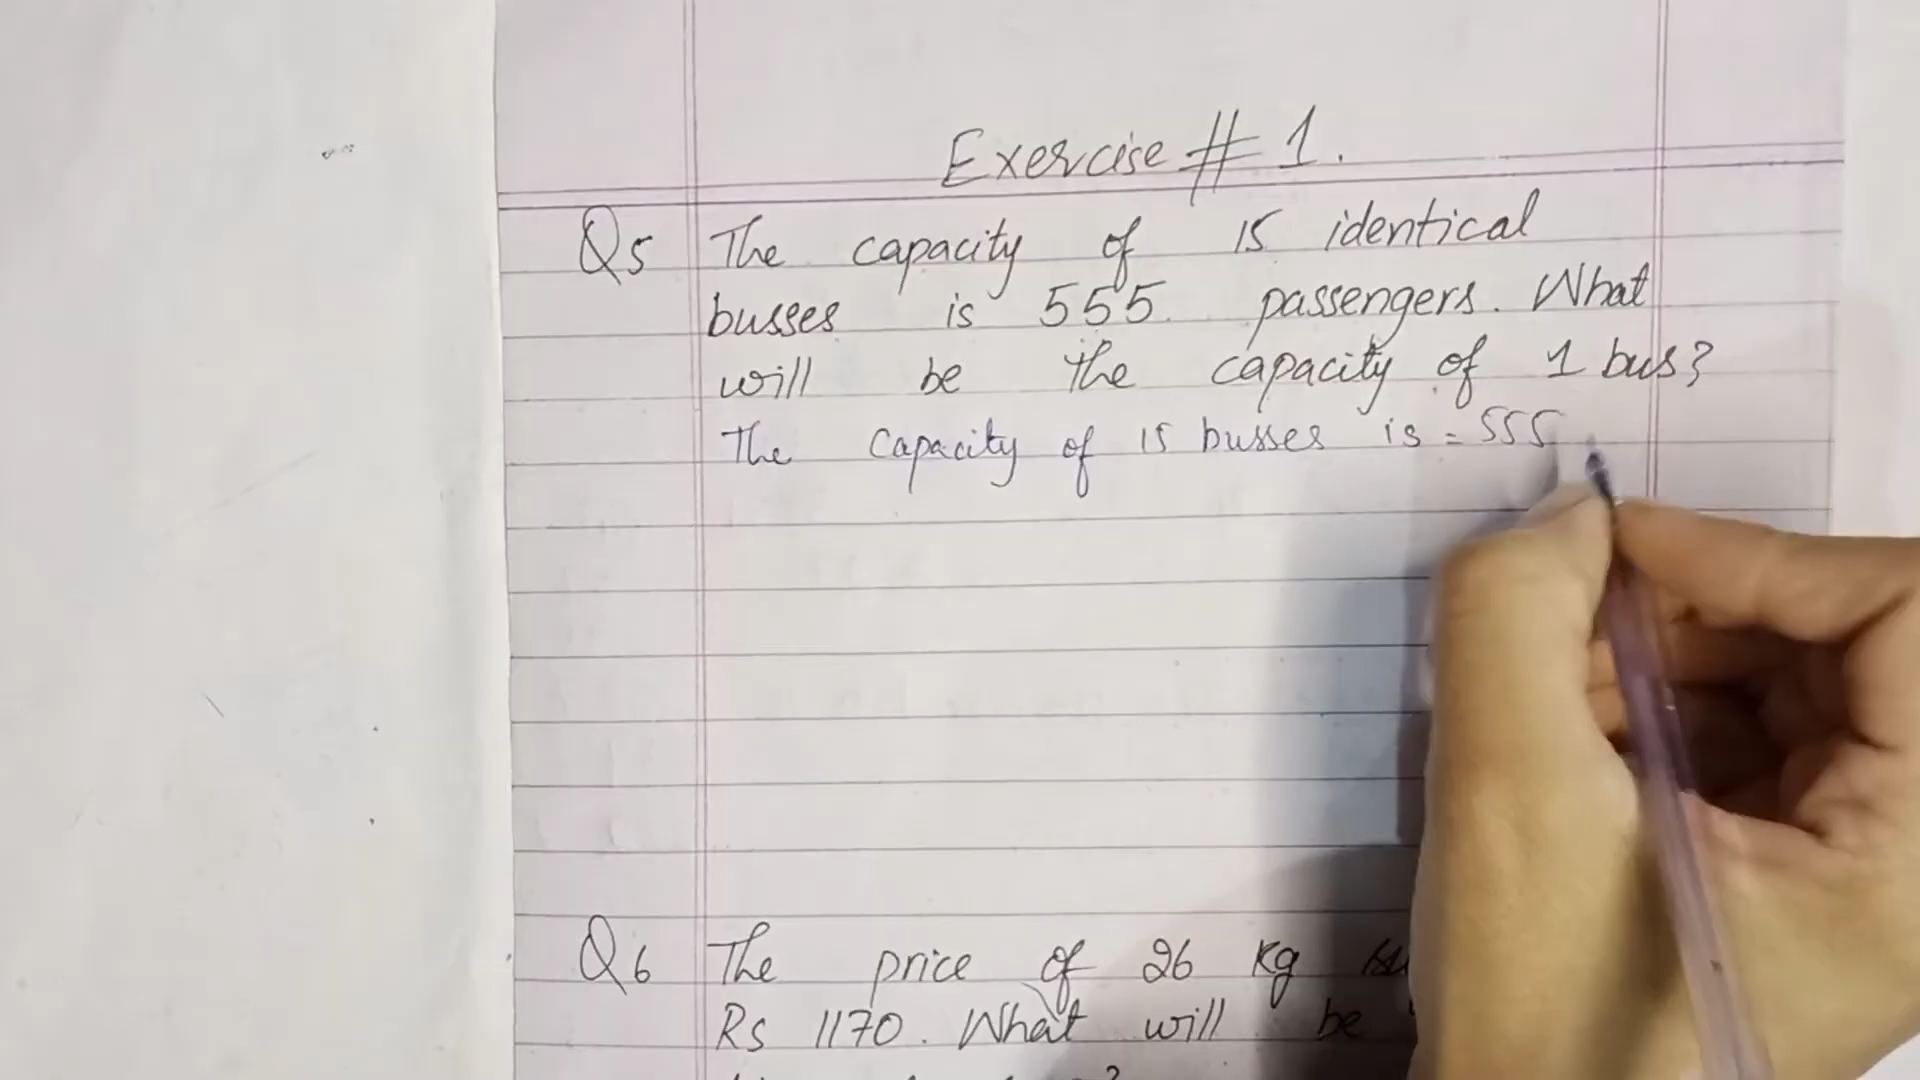 Exercise # 1.
Q5 The capacity of 15 identical
busses is 555 passengers. What
will be the capacity of 1 bus?
The capacity of 15 busses is = 555
Q6 The price of 26 kg
Rs 1170. What will be